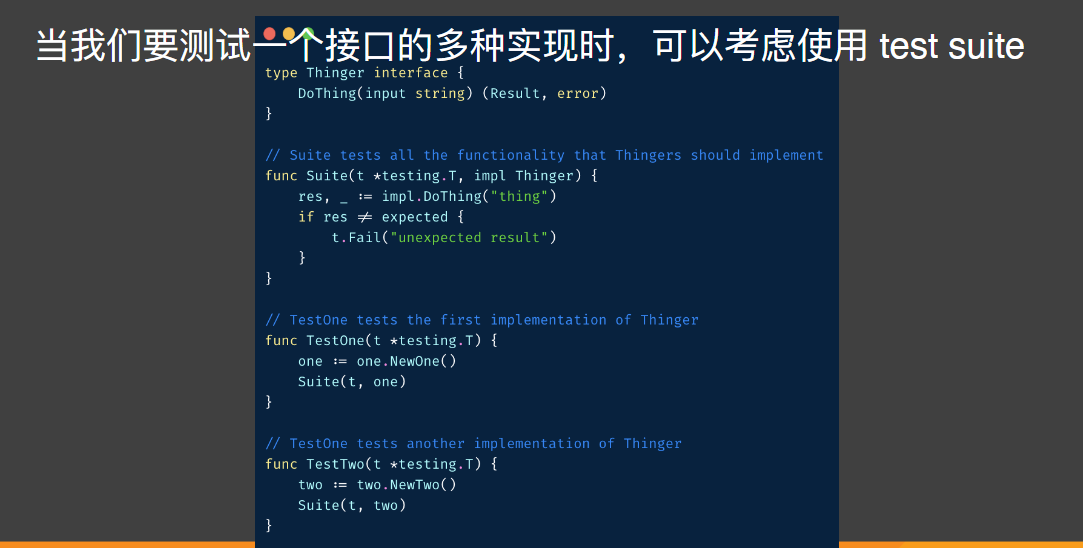 当我们要测试一个接口的多种实现时，可以考虑使用 test suite
type Thinger interface {
    DoThing(input string) (Result, error)
}
// Suite tests all the functionality that Thingers should implement
func Suite(t *testing.T, impl Thinger) {
    res, _ := impl.DoThing("thing")
    if res != expected {
        t.Fail("unexpected result")
    }
}
// TestOne tests the first implementation of Thinger
func TestOne(t *testing.T) {
    one := one.NewOne()
    Suite(t, one)
}
// TestOne tests another implementation of Thinger
func TestTwo(t *testing.T) {
    two := two.NewTwo()
    Suite(t, two)
}